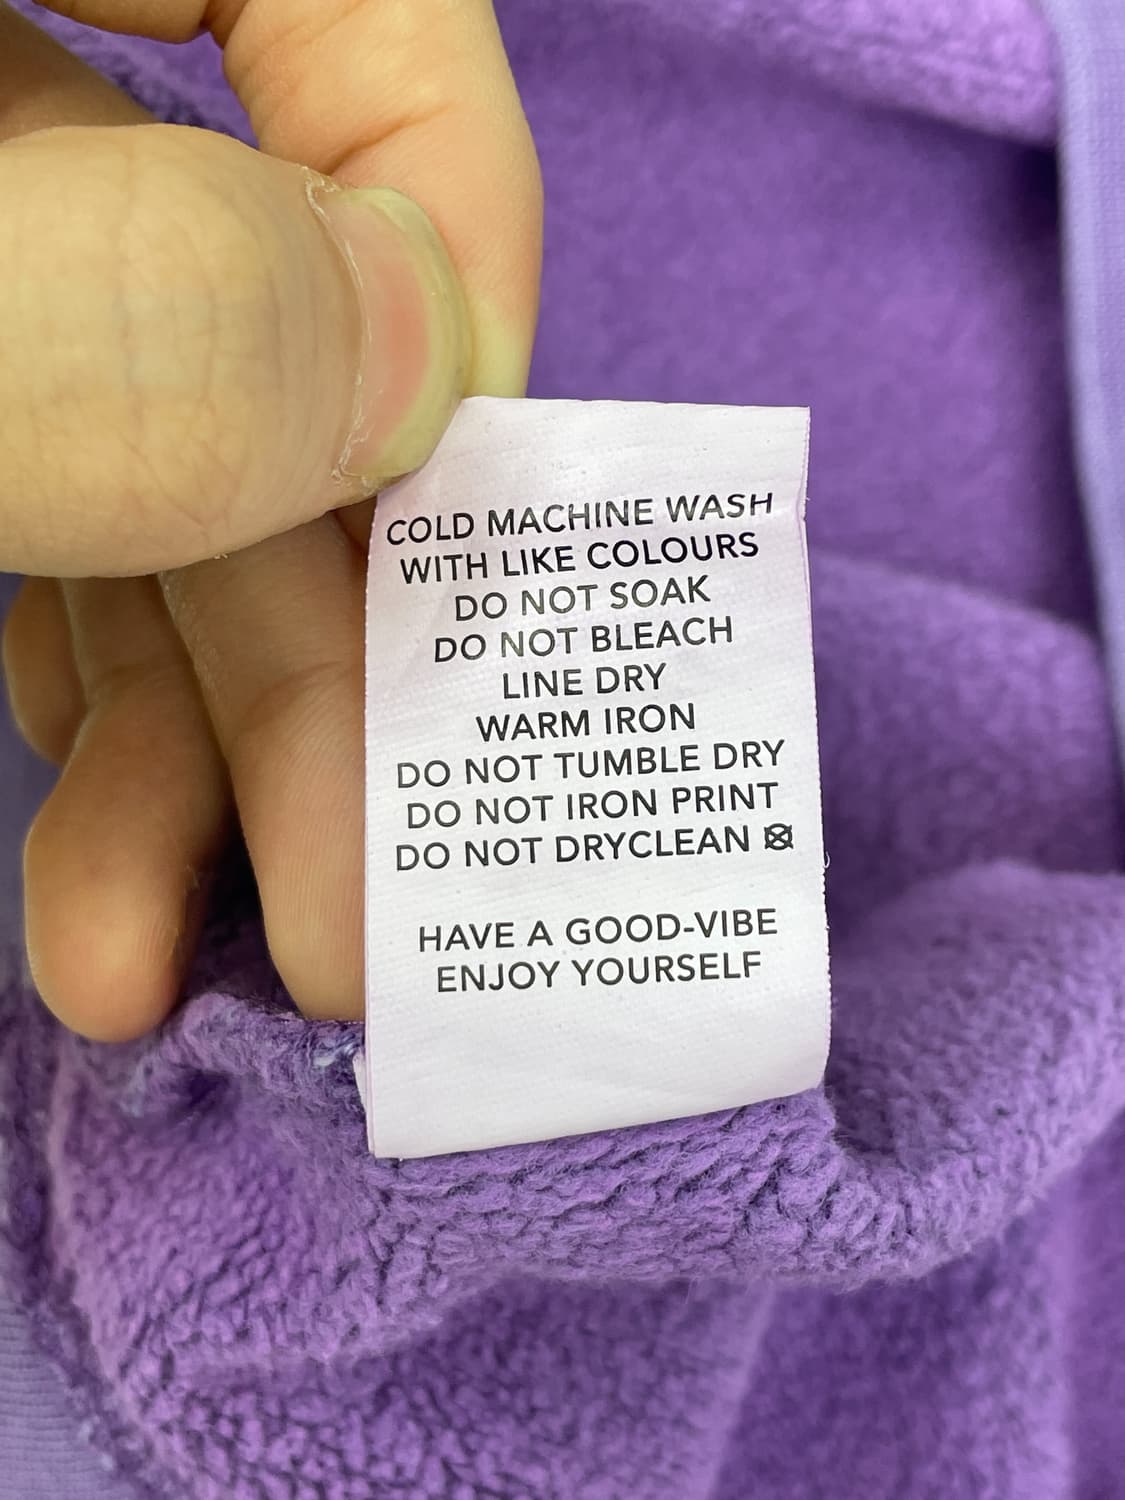 COLD MACHINE WASH
WITH LIKE COLOURS
DO NOT SOAK
DO NOT BLEACH
LINE DRY
WARM IRON
DO NOT TUMBLE DRY
DO NOT IRON PRINT
DO NOT DRYCLEAN
HAVE A GOOD-VIBE
ENJOY YOURSELF